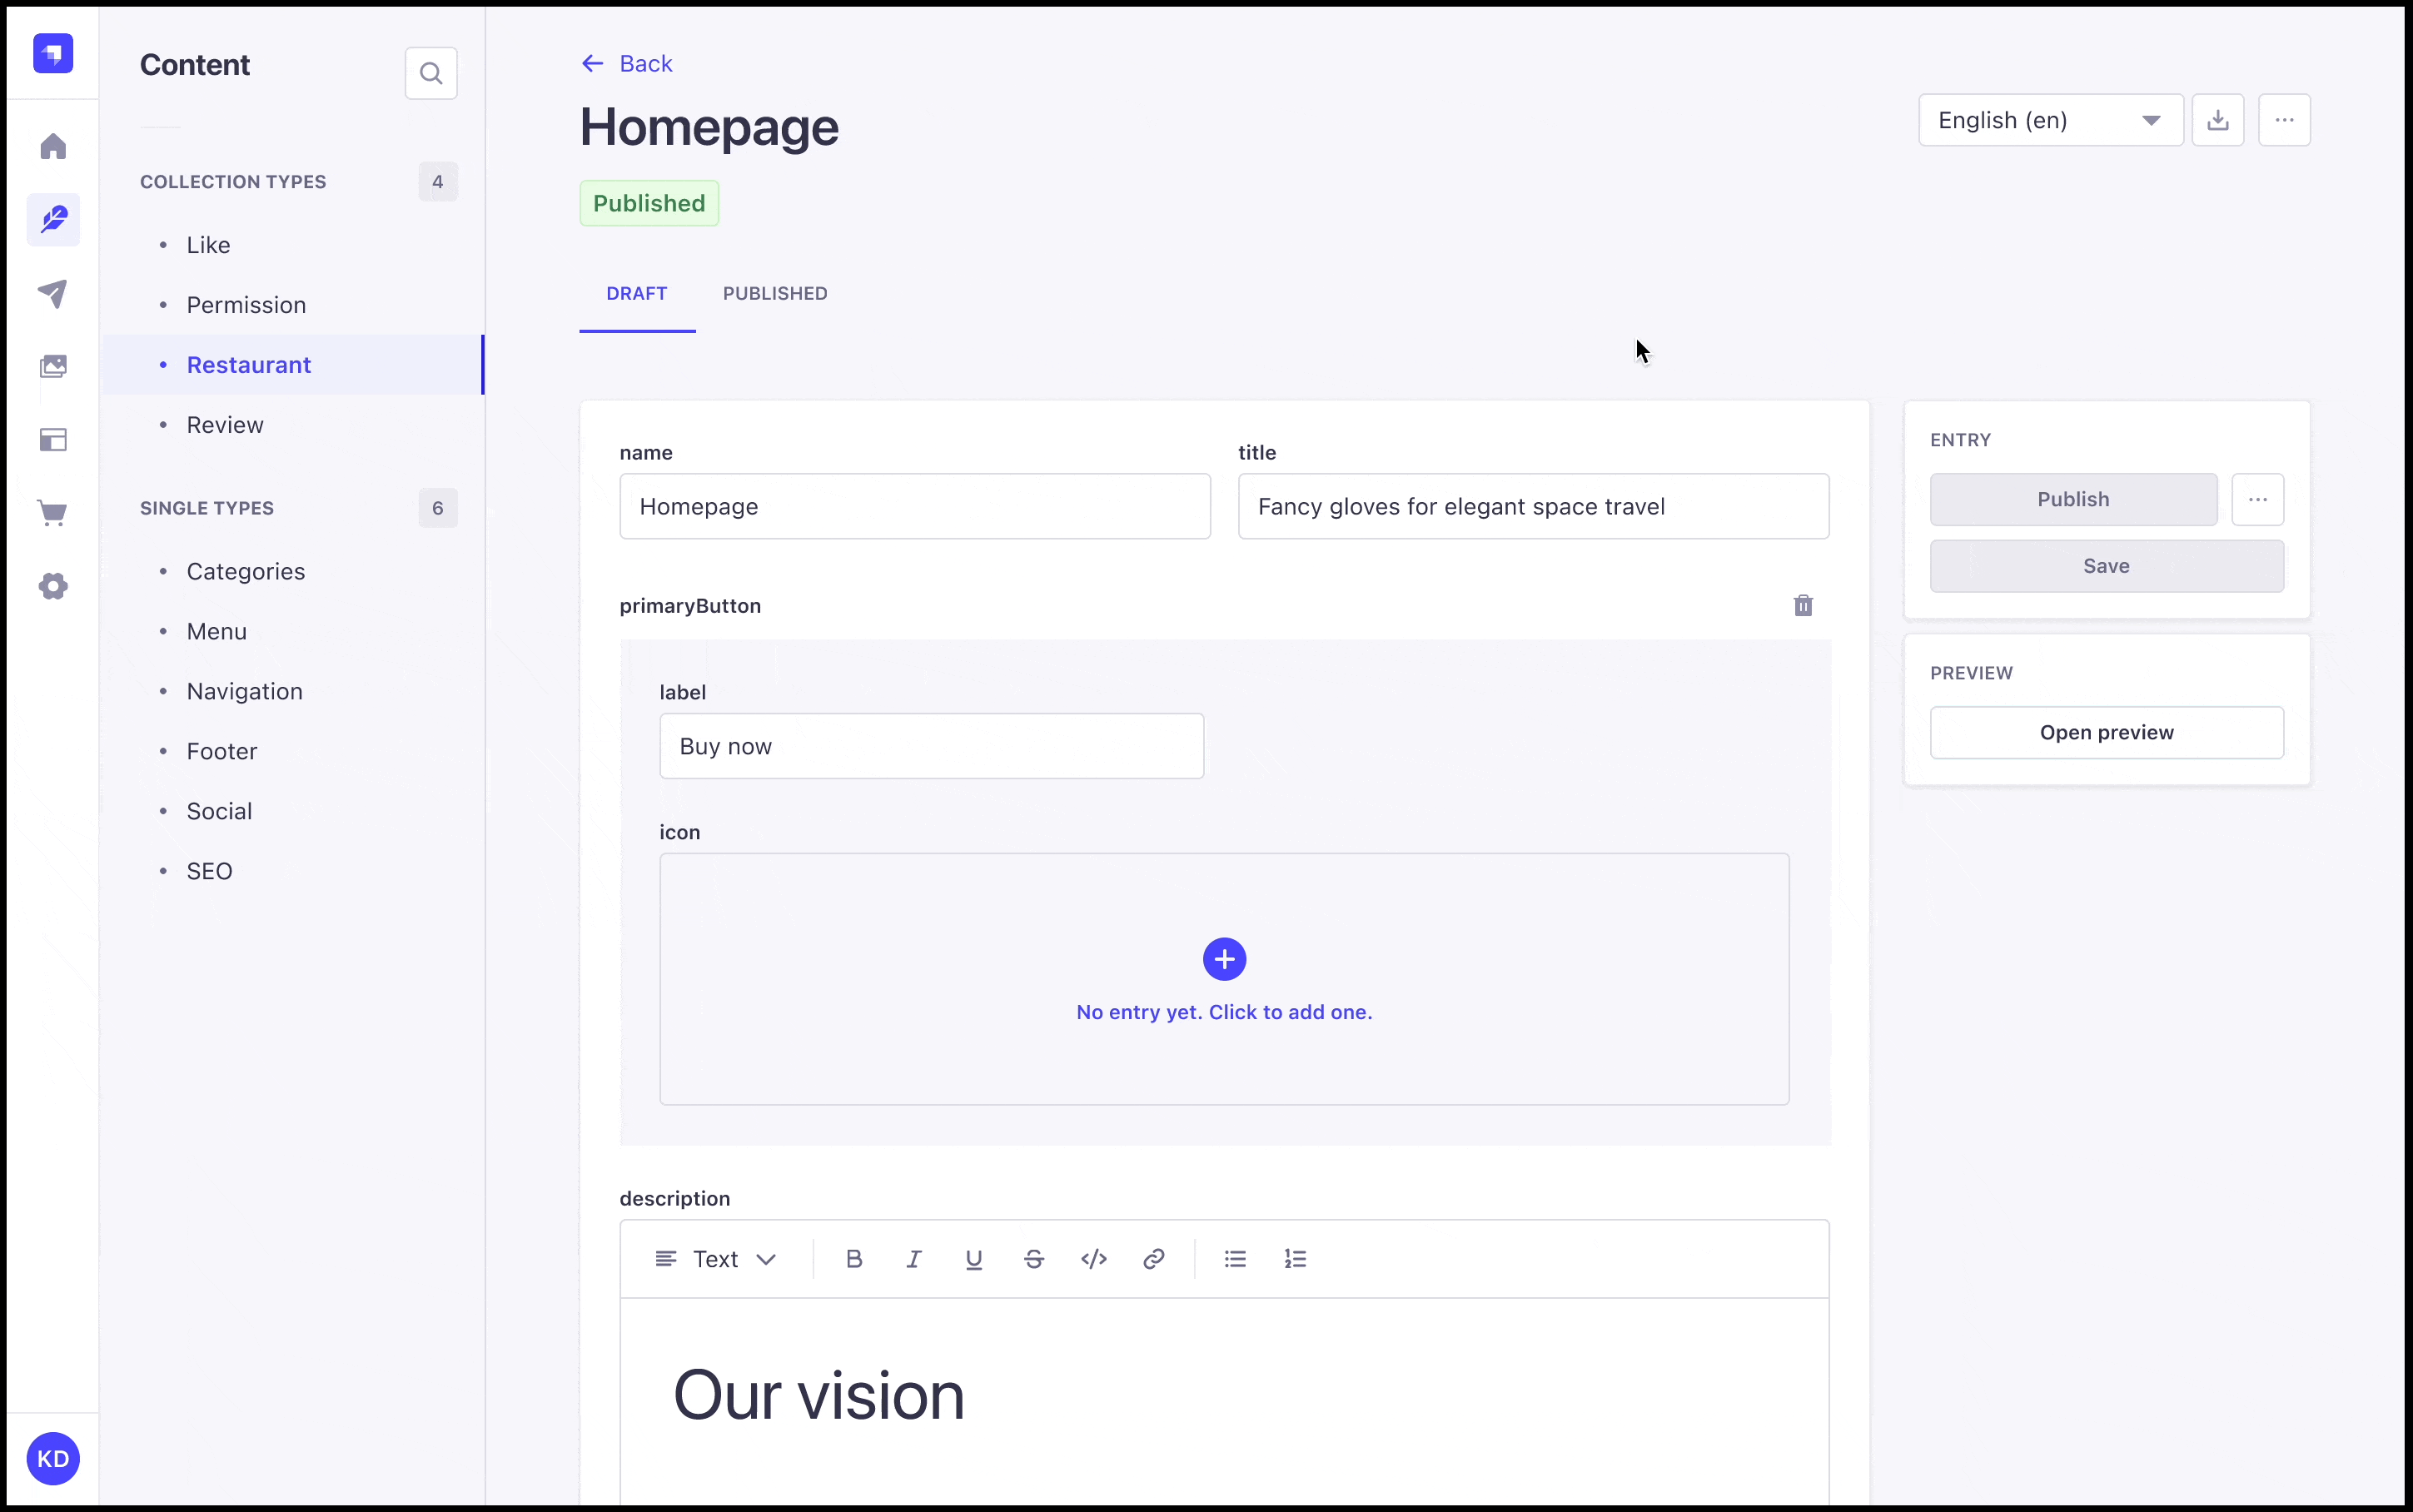 Content
COLLECTION TYPES 4
Like
Permission
Restaurant
Review
SINGLE TYPES 6
Categories
Menu
Navigation
Footer
Social
SEO
KD
Back
Homepage
English (en)
Published
DRAFT PUBLISHED
name
Homepage
title
Fancy gloves for elegant space travel
primaryButton
label
Buy now
icon
No entry yet. Click to add one.
description
Text
Our vision
ENTRY
Publish
Save
PREVIEW
Open preview